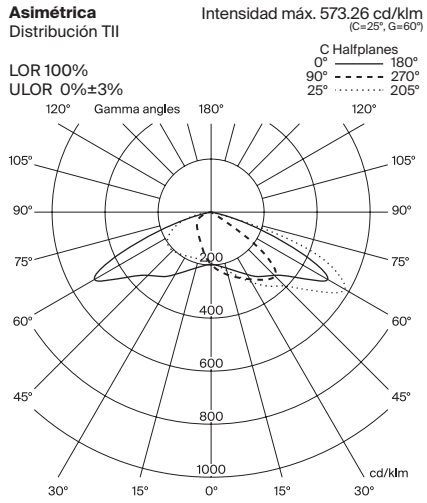 Asimétrica
Distribución TII
Intensidad máx. 573.26 cd/klm
(C=25°, G=60°)
LOR 100%
ULOR 0%±3%
C Halfplanes
0° 180°
90° 270°
25° 205°
120° Gamma angles 180° 120°
105° 105°
90° 90°
75° 75°
200
60° 60°
400
600
45° 45°
800
1000
cd/klm
30° 15° 0° 15° 30°